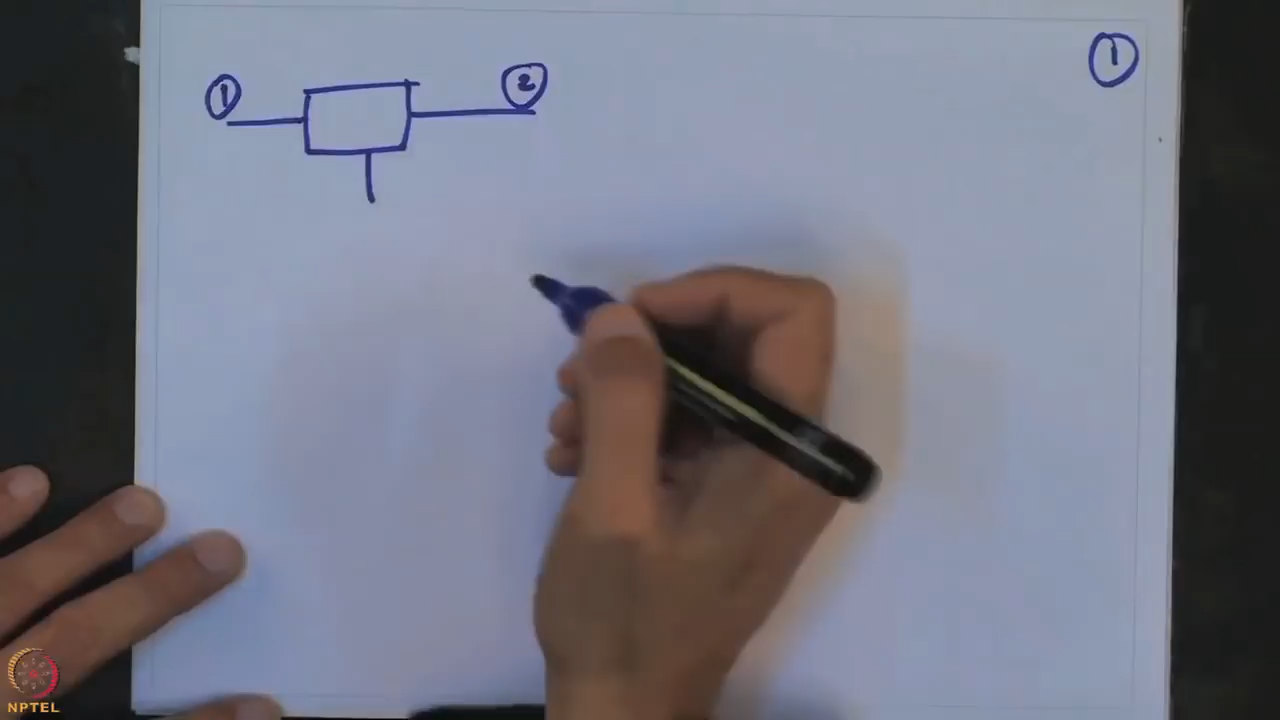 ① ② ①
NPTEL